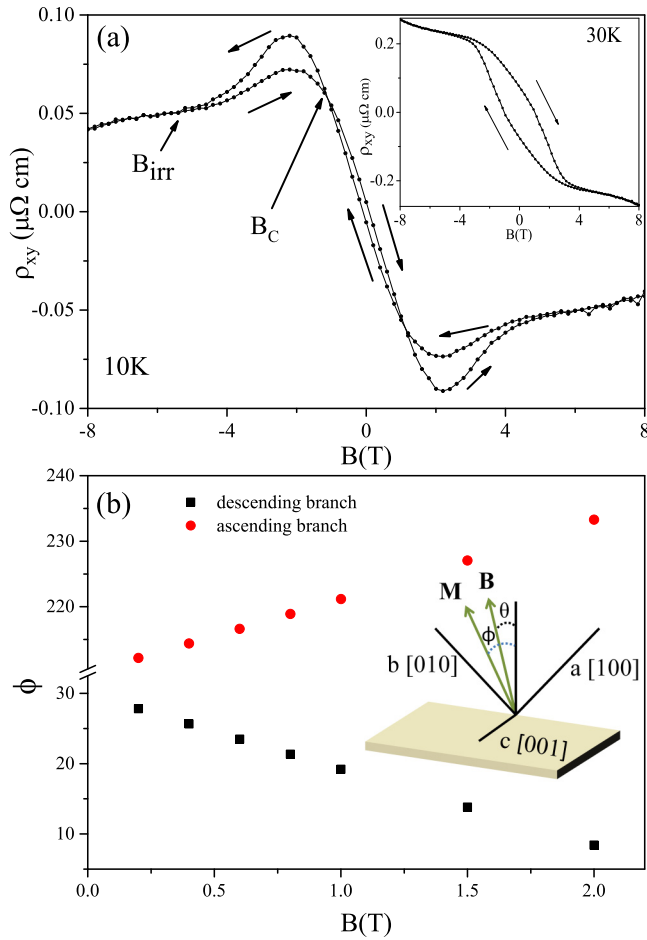 (a)
30K
0.10
0.05
0.00
-0.05
-0.10
ρxy (μΩ cm)
0.2
0.0
-0.2
ρxy (μΩ cm)
-8 -4 0 4 8
B(T)
Birr
BC
10K
-8 -4 0 4 8
B(T)
(b)
descending branch
ascending branch
240
230
220
30
20
10
ϕ
M B θ
ϕ
b [010]
a [100]
c [001]
0.0 0.5 1.0 1.5 2.0
B(T)